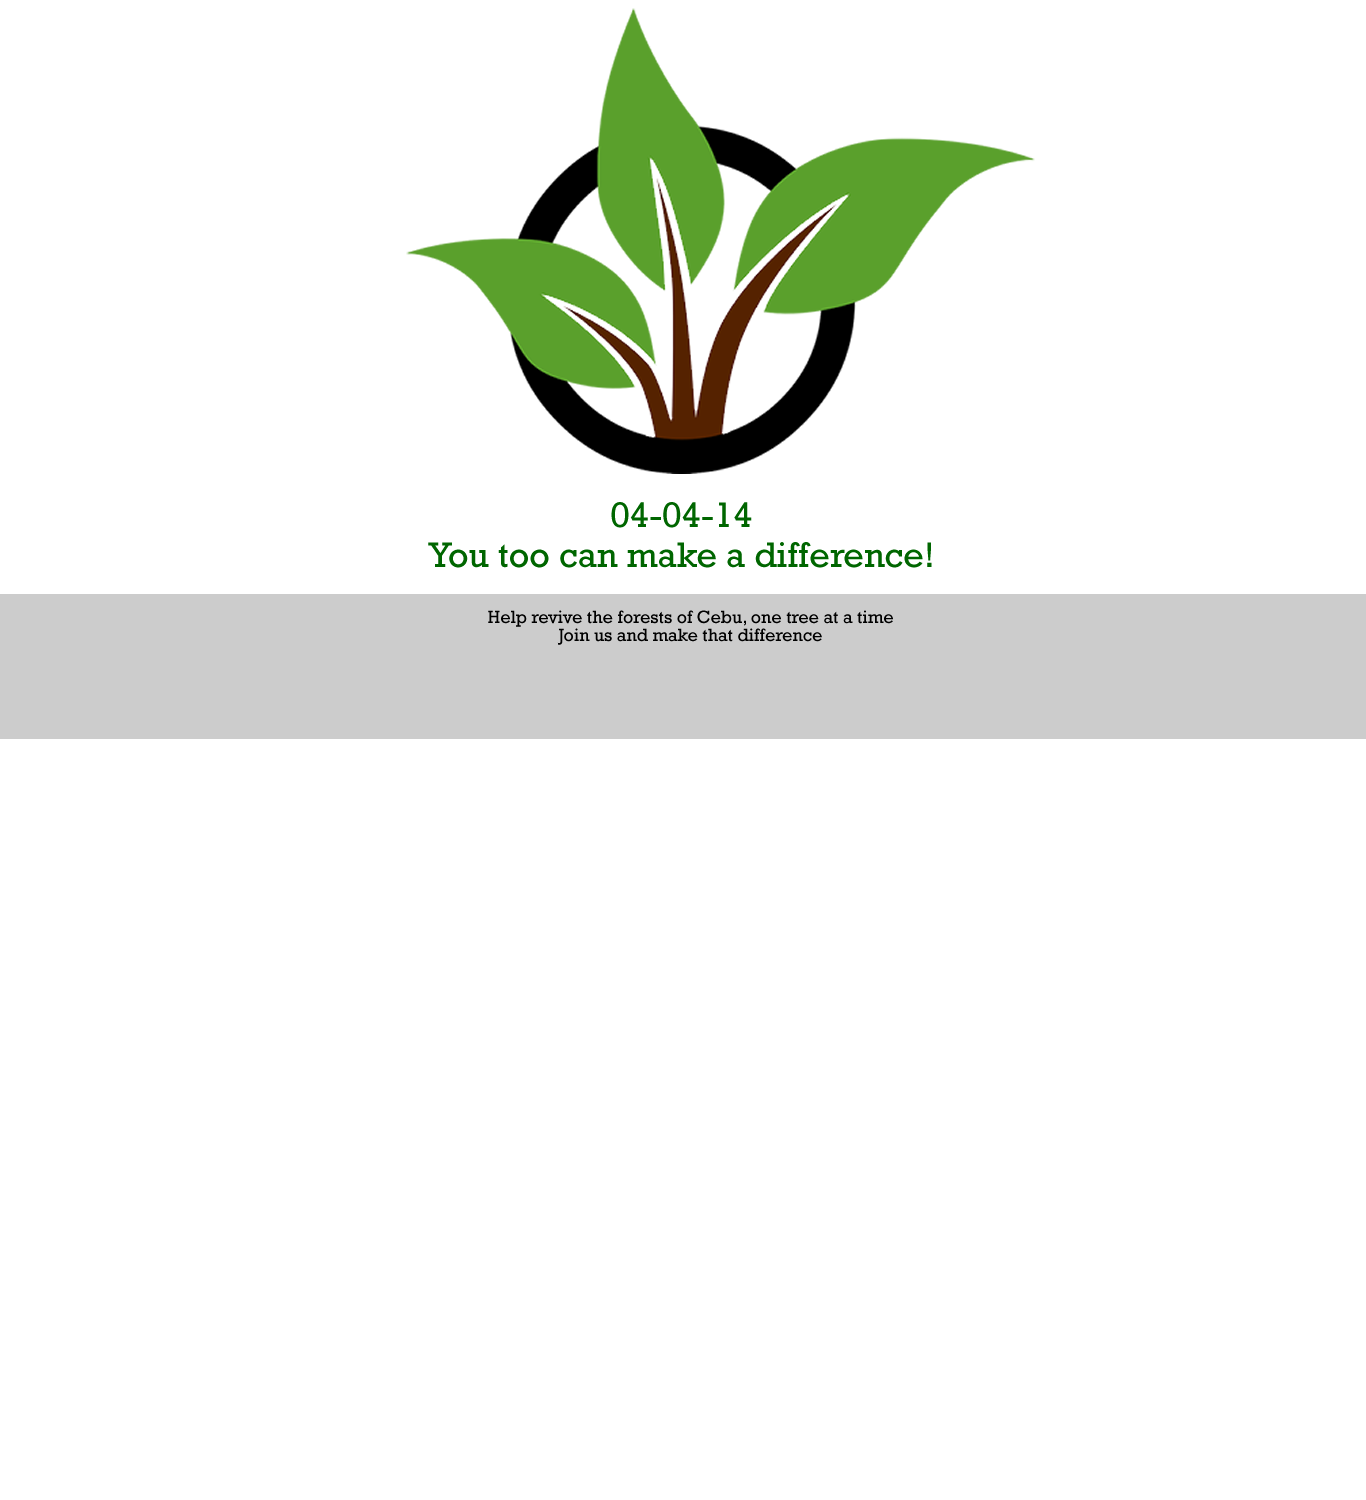 04-04-14
You too can make a difference!
Help revive the forests of Cebu, one tree at a time
Join us and make that difference